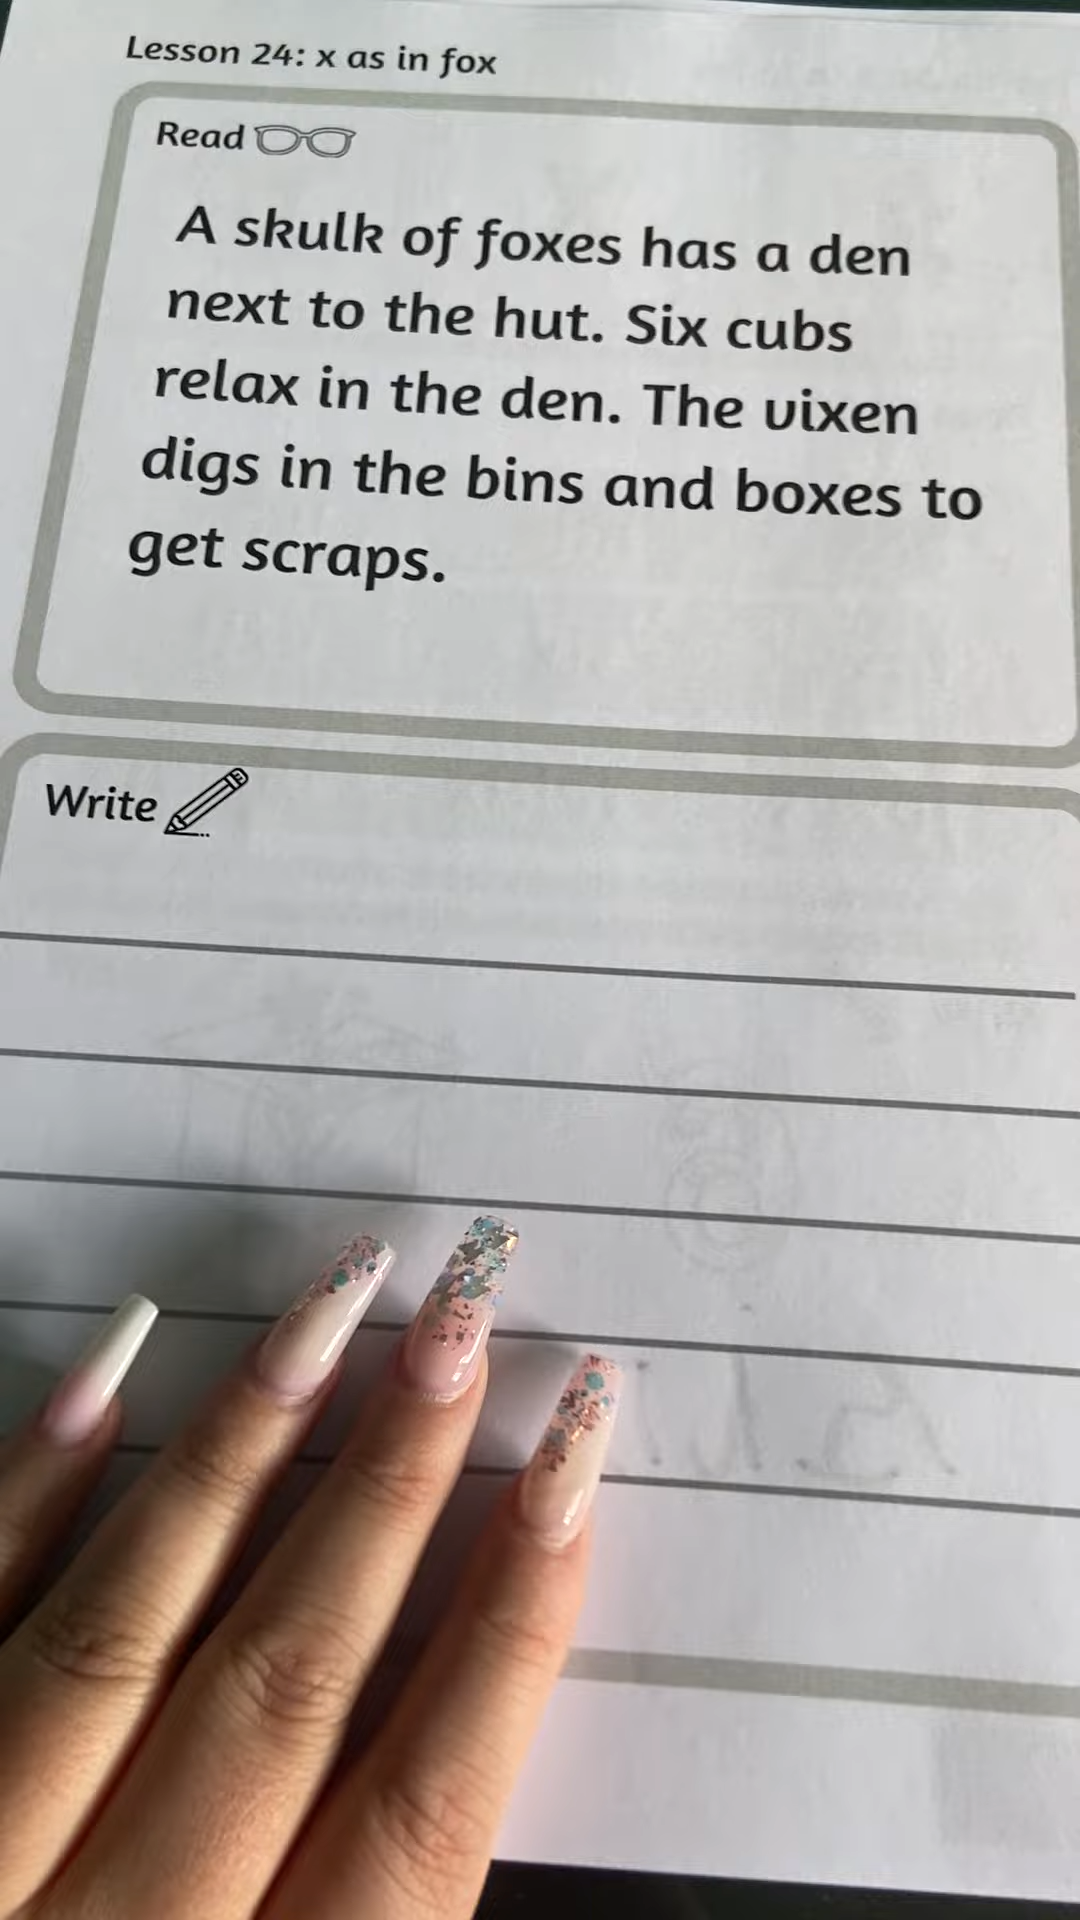 Lesson 24: x as in fox
Read
A skulk of foxes has a den
next to the hut. Six cubs
relax in the den. The vixen
digs in the bins and boxes to
get scraps.
Write